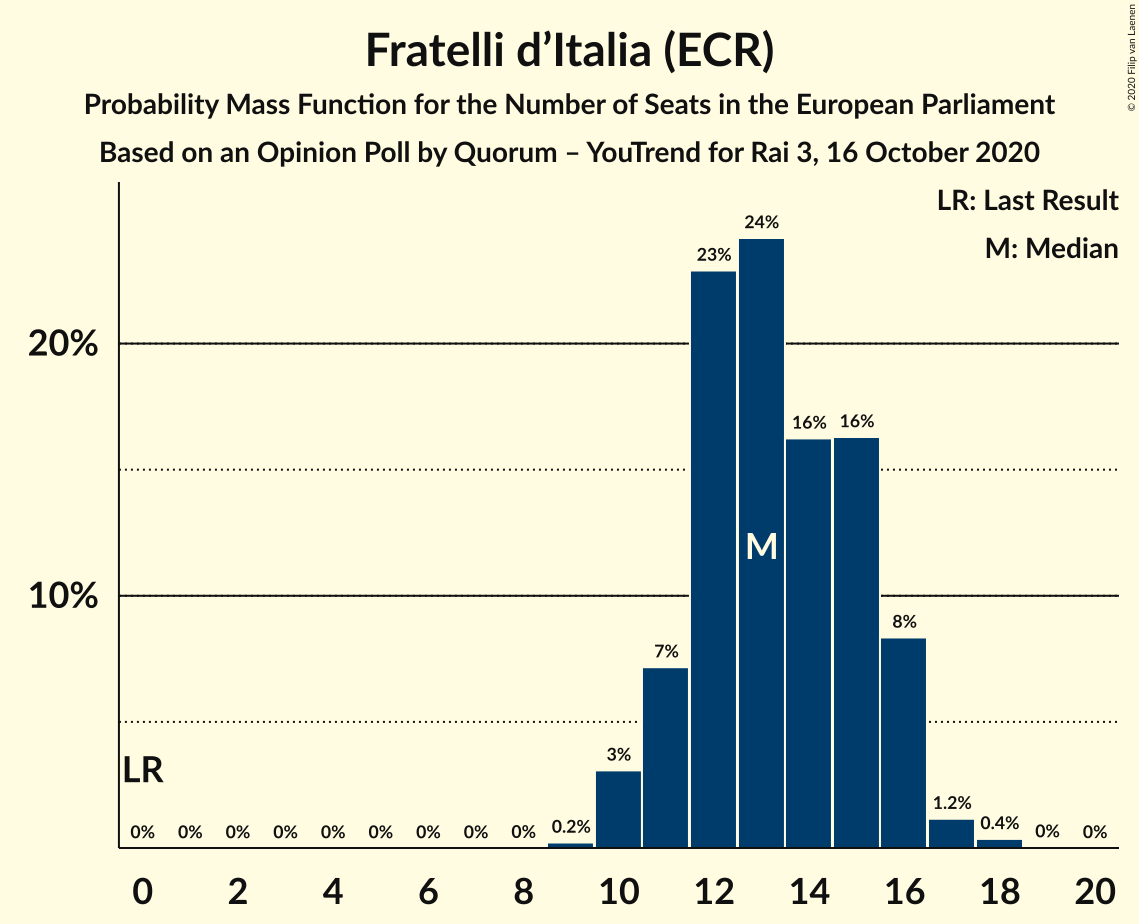 Fratelli d’Italia (ECR)
Probability Mass Function for the Number of Seats in the European Parliament
Based on an Opinion Poll by Quorum – YouTrend for Rai 3, 16 October 2020
© 2020 Filip van Laenen
LR: Last Result
M: Median
24%
23%
20%
16% 16%
M
10%
8%
7%
3%
LR
0% 0% 0% 0% 0% 0% 0% 0% 0% 0.2% 1.2% 0.4% 0% 0%
0 2 4 6 8 10 12 14 16 18 20